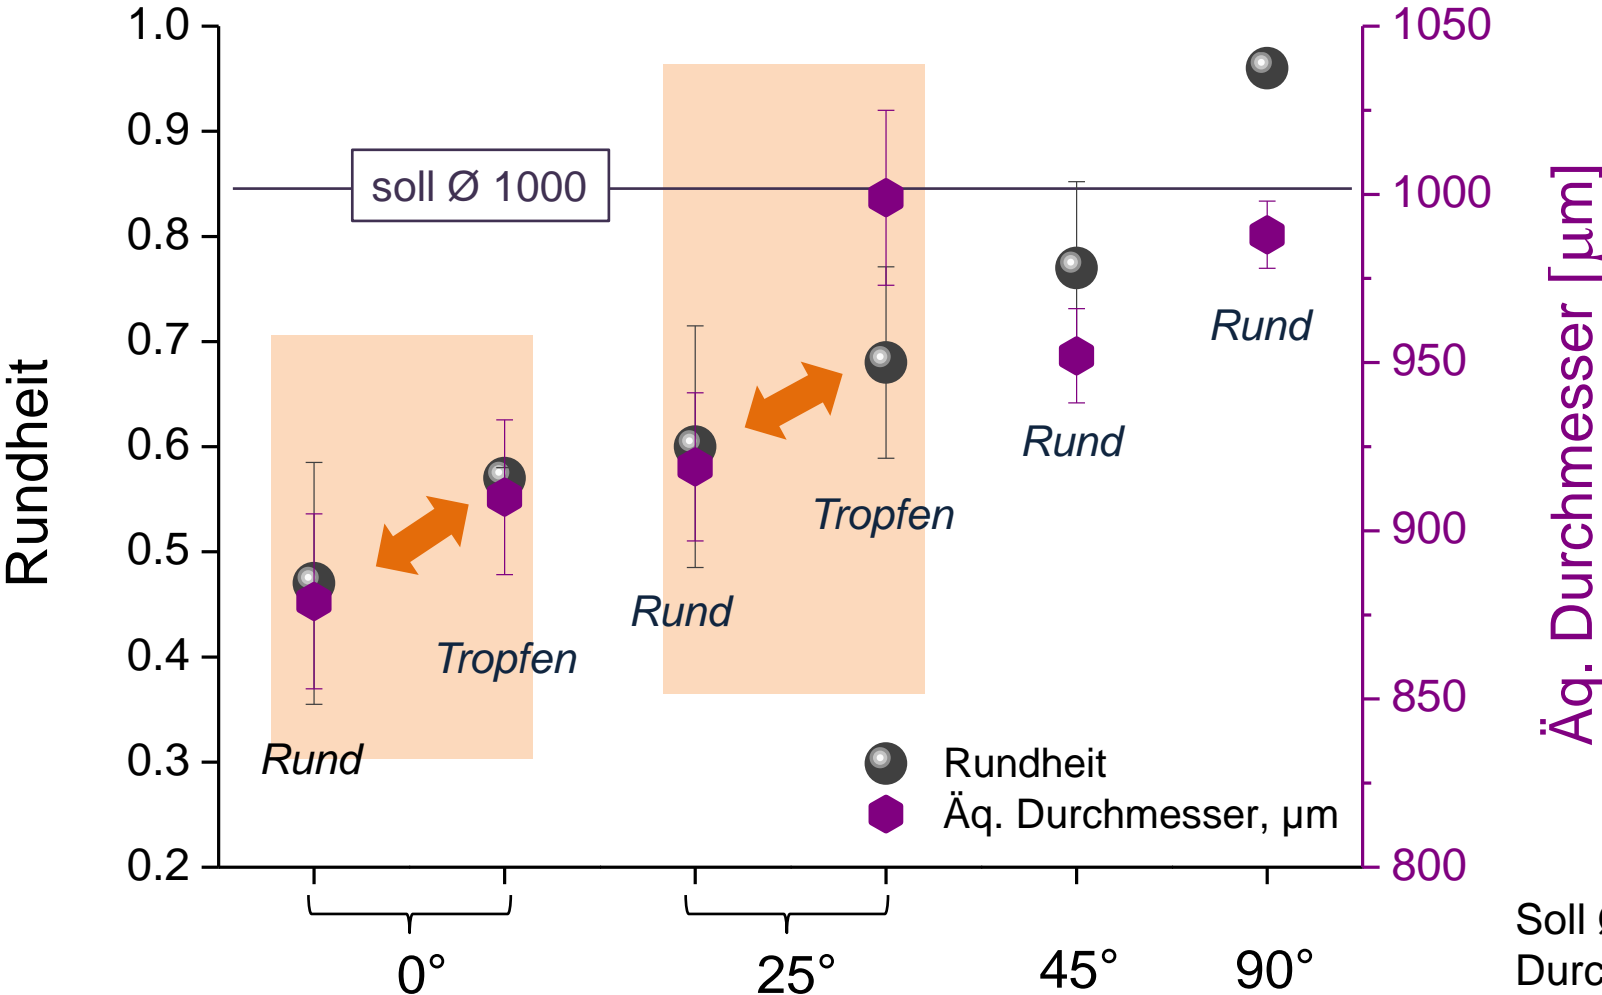 1.0
0.9
0.8
0.7
0.6
0.5
0.4
0.3
0.2
Rundheit
soll Ø 1000
Rund
Tropfen
Rund
Tropfen
Rund
Rund
Rundheit
Äq. Durchmesser, µm
1050
1000
950
900
850
800
Äq. Durchmesser [µm]
0°
25°
45°
90°
Soll